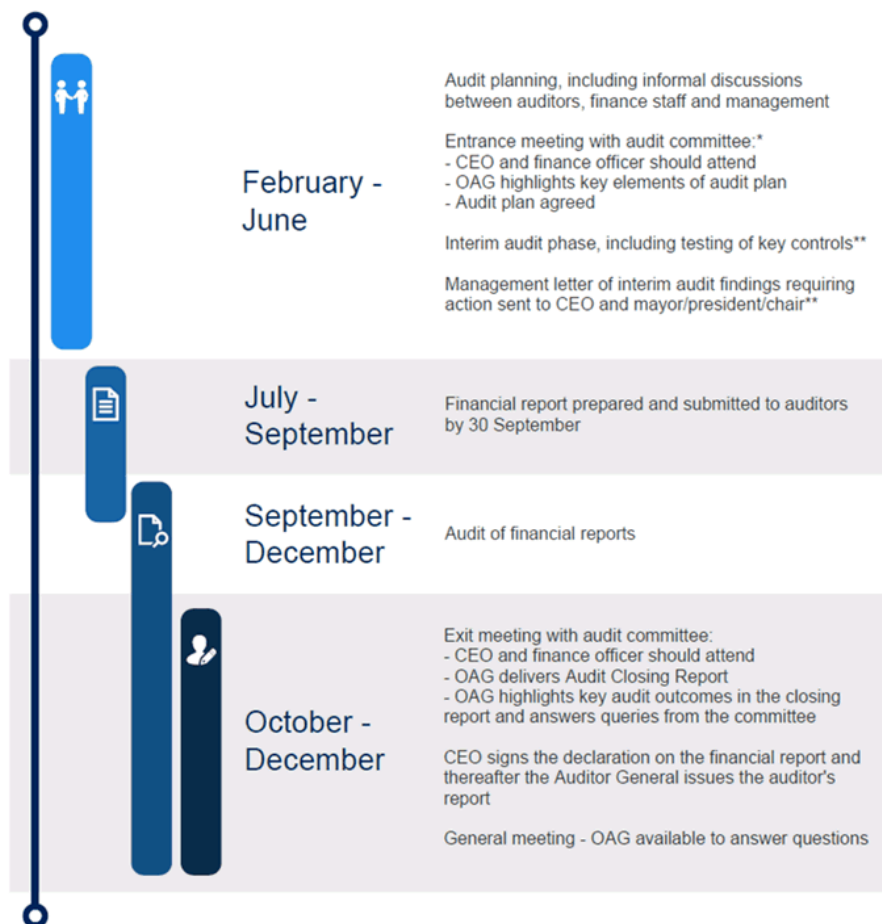 February -
June
Audit planning, including informal discussions
between auditors, finance staff and management
Entrance meeting with audit committee:*
- CEO and finance officer should attend
- OAG highlights key elements of audit plan
- Audit plan agreed
Interim audit phase, including testing of key controls**
Management letter of interim audit findings requiring
action sent to CEO and mayor/president/chair**
July -
September
Financial report prepared and submitted to auditors
by 30 September
September -
December
Audit of financial reports
October -
December
Exit meeting with audit committee:
- CEO and finance officer should attend
- OAG delivers Audit Closing Report
- OAG highlights key audit outcomes in the closing
report and answers queries from the committee
CEO signs the declaration on the financial report and
thereafter the Auditor General issues the auditor's
report
General meeting - OAG available to answer questions